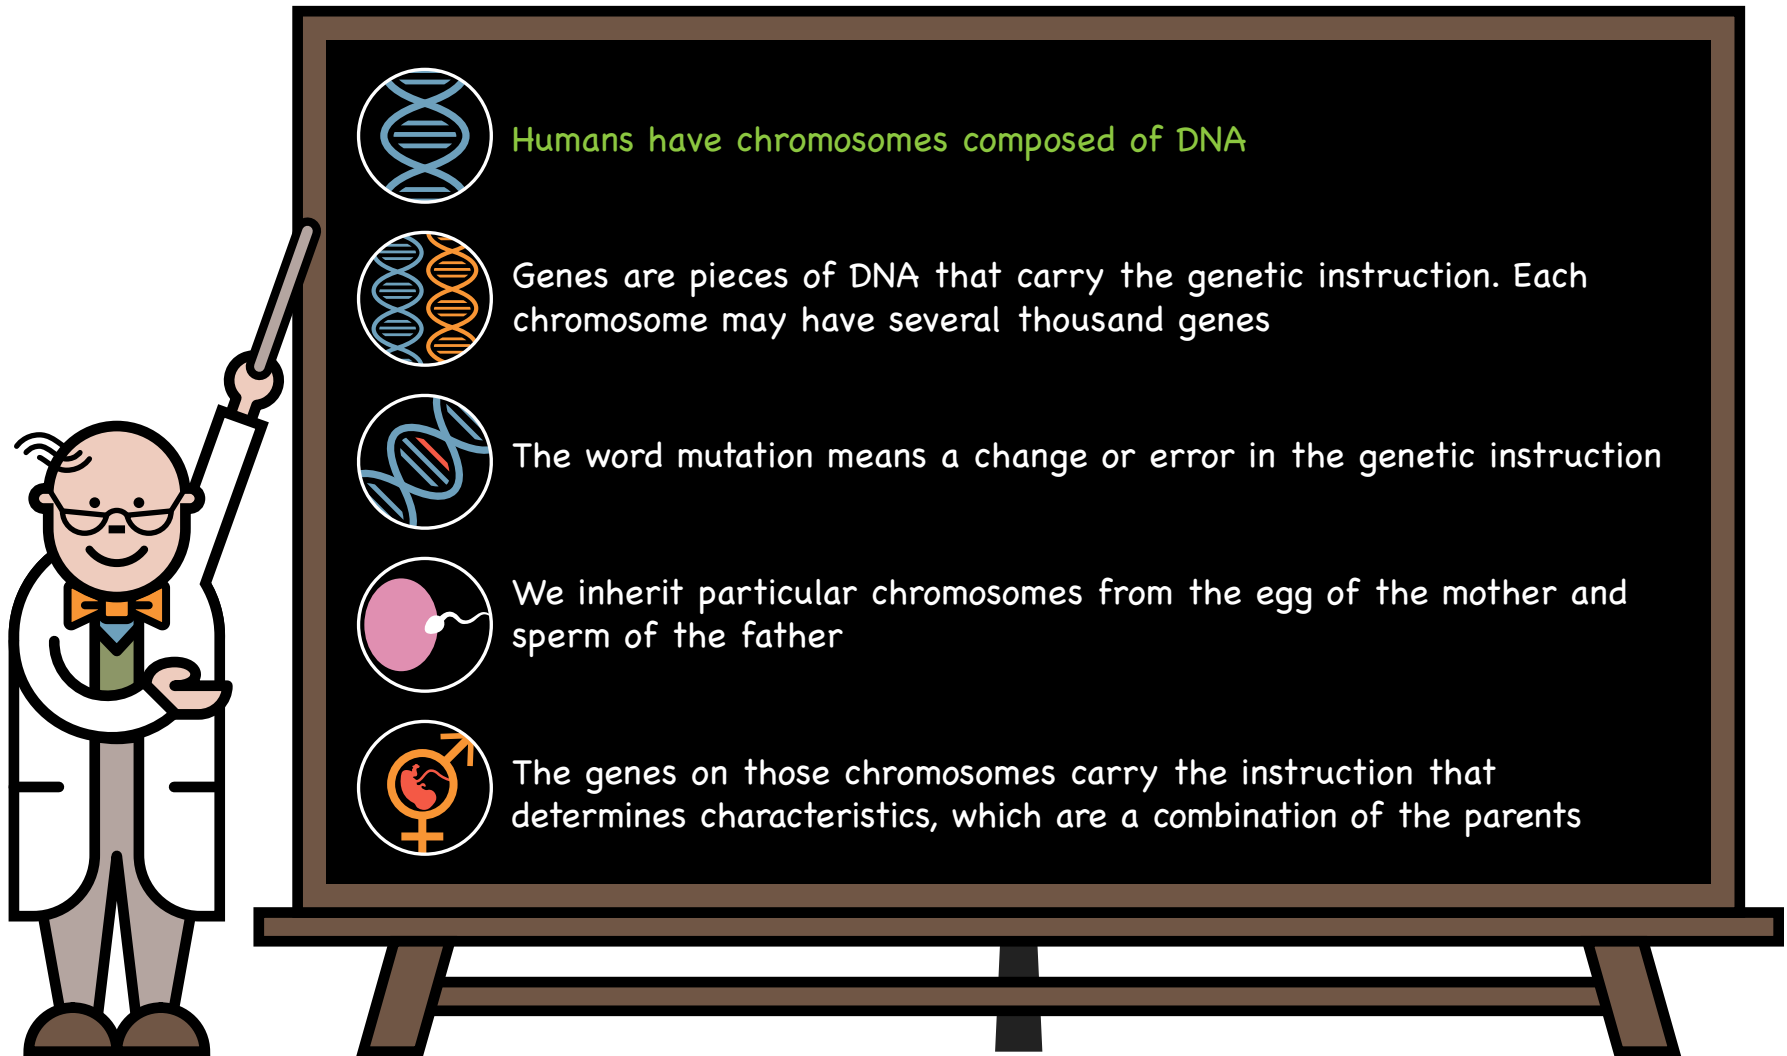 Humans have chromosomes composed of DNA
Genes are pieces of DNA that carry the genetic instruction. Each
chromosome may have several thousand genes
The word mutation means a change or error in the genetic instruction
We inherit particular chromosomes from the egg of the mother and
sperm of the father
The genes on those chromosomes carry the instruction that
determines characteristics, which are a combination of the parents